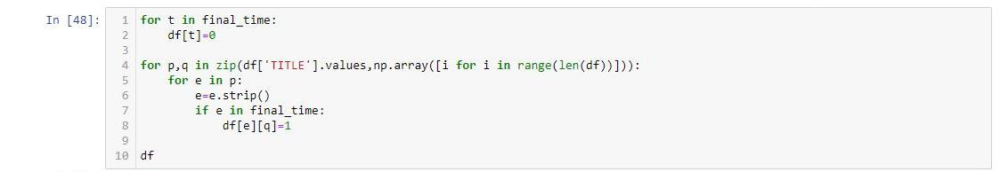 In [48]:
1 for t in final_time:
2     df[t]=0
3
4 for p,q in zip(df['TITLE'].values,np.array([i for i in range(len(df))])):
5     for e in p:
6         e=e.strip()
7         if e in final_time:
8             df[e][q]=1
9
10 df